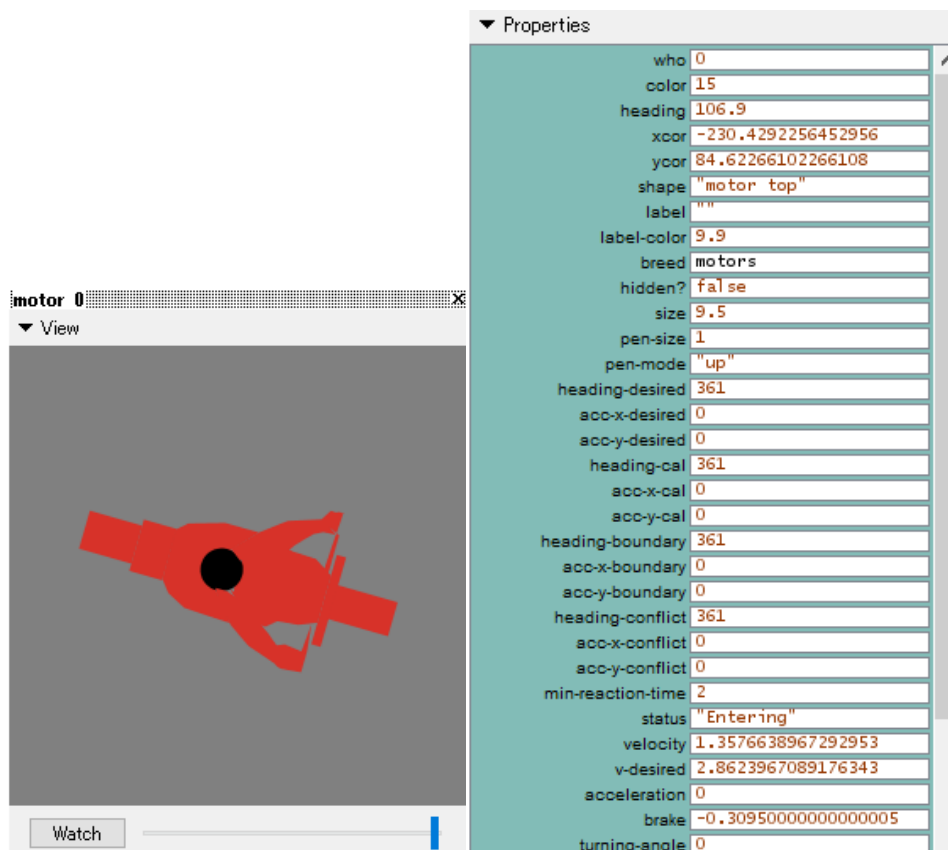 motor 0
▼ View
Watch
▼ Properties
who 0
color 15
heading 106.9
xcor -230.4292256452956
ycor 84.62266102266108
shape "motor top"
label ""
label-color 9.9
breed motors
hidden? false
size 9.5
pen-size 1
pen-mode "up"
heading-desired 361
acc-x-desired 0
acc-y-desired 0
heading-cal 361
acc-x-cal 0
acc-y-cal 0
heading-boundary 361
acc-x-boundary 0
acc-y-boundary 0
heading-conflict 361
acc-x-conflict 0
acc-y-conflict 0
min-reaction-time 2
status "Entering"
velocity 1.3576638967292953
v-desired 2.8623967089176343
acceleration 0
brake -0.30950000000000005
turning-angle 0